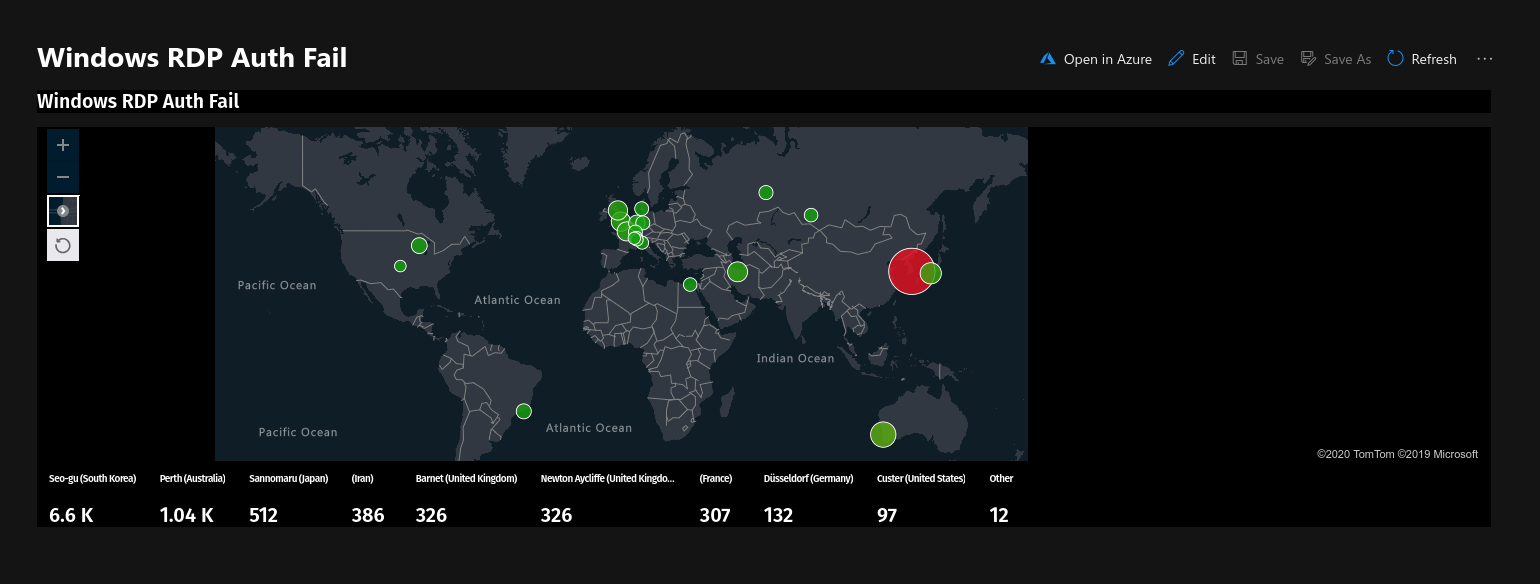 Windows RDP Auth Fail
Open in Azure Edit Save Save As Refresh ...
Windows RDP Auth Fail
Pacific Ocean
Atlantic Ocean
Indian Ocean
Atlantic Ocean
Pacific Ocean
©2020 TomTom ©2019 Microsoft
Seo-gu (South Korea) Perth (Australia) Sannomaru (Japan) (Iran) Barnet (United Kingdom) Newton Aycliffe (United Kingdo... (France) Düsseldorf (Germany) Custer (United States) Other
6.6 K 1.04 K 512 386 326 326 307 132 97 12